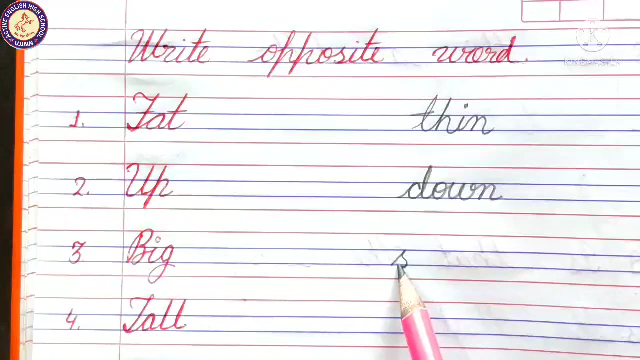 Write opposite word.
1. Fat thin
2. Up down
3 Big s
4. Tall